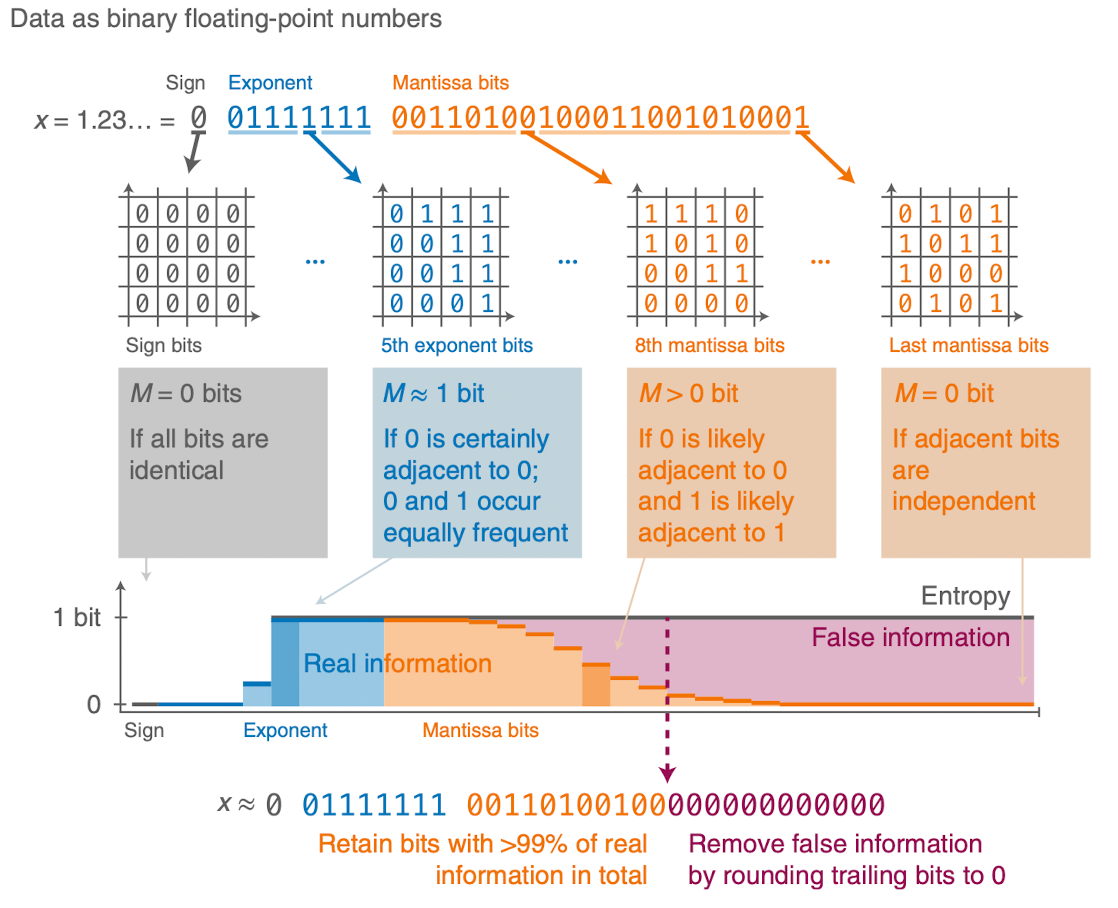 Data as binary floating-point numbers
Sign Exponent Mantissa bits
x = 1.23... = 0 01111111 00110100100011001010001
0 0 0 0
0 0 0 0
0 0 0 0
0 0 0 0
Sign bits
...
0 1 1 1
0 0 1 1
0 0 1 1
0 0 0 1
5th exponent bits
...
1 1 1 0
1 0 1 0
0 0 1 1
0 0 0 0
8th mantissa bits
...
0 1 0 1
1 0 1 1
1 0 0 0
0 1 0 1
Last mantissa bits
M = 0 bits
If all bits are
identical
M ≈ 1 bit
If 0 is certainly
adjacent to 0;
0 and 1 occur
equally frequent
M > 0 bit
If 0 is likely
adjacent to 0
and 1 is likely
adjacent to 1
M = 0 bit
If adjacent bits
are
independent
Entropy
1 bit
False information
Real information
0
Sign Exponent Mantissa bits
x ≈ 0 01111111 00110100100000000000000
Retain bits with >99% of real
information in total
Remove false information
by rounding trailing bits to 0